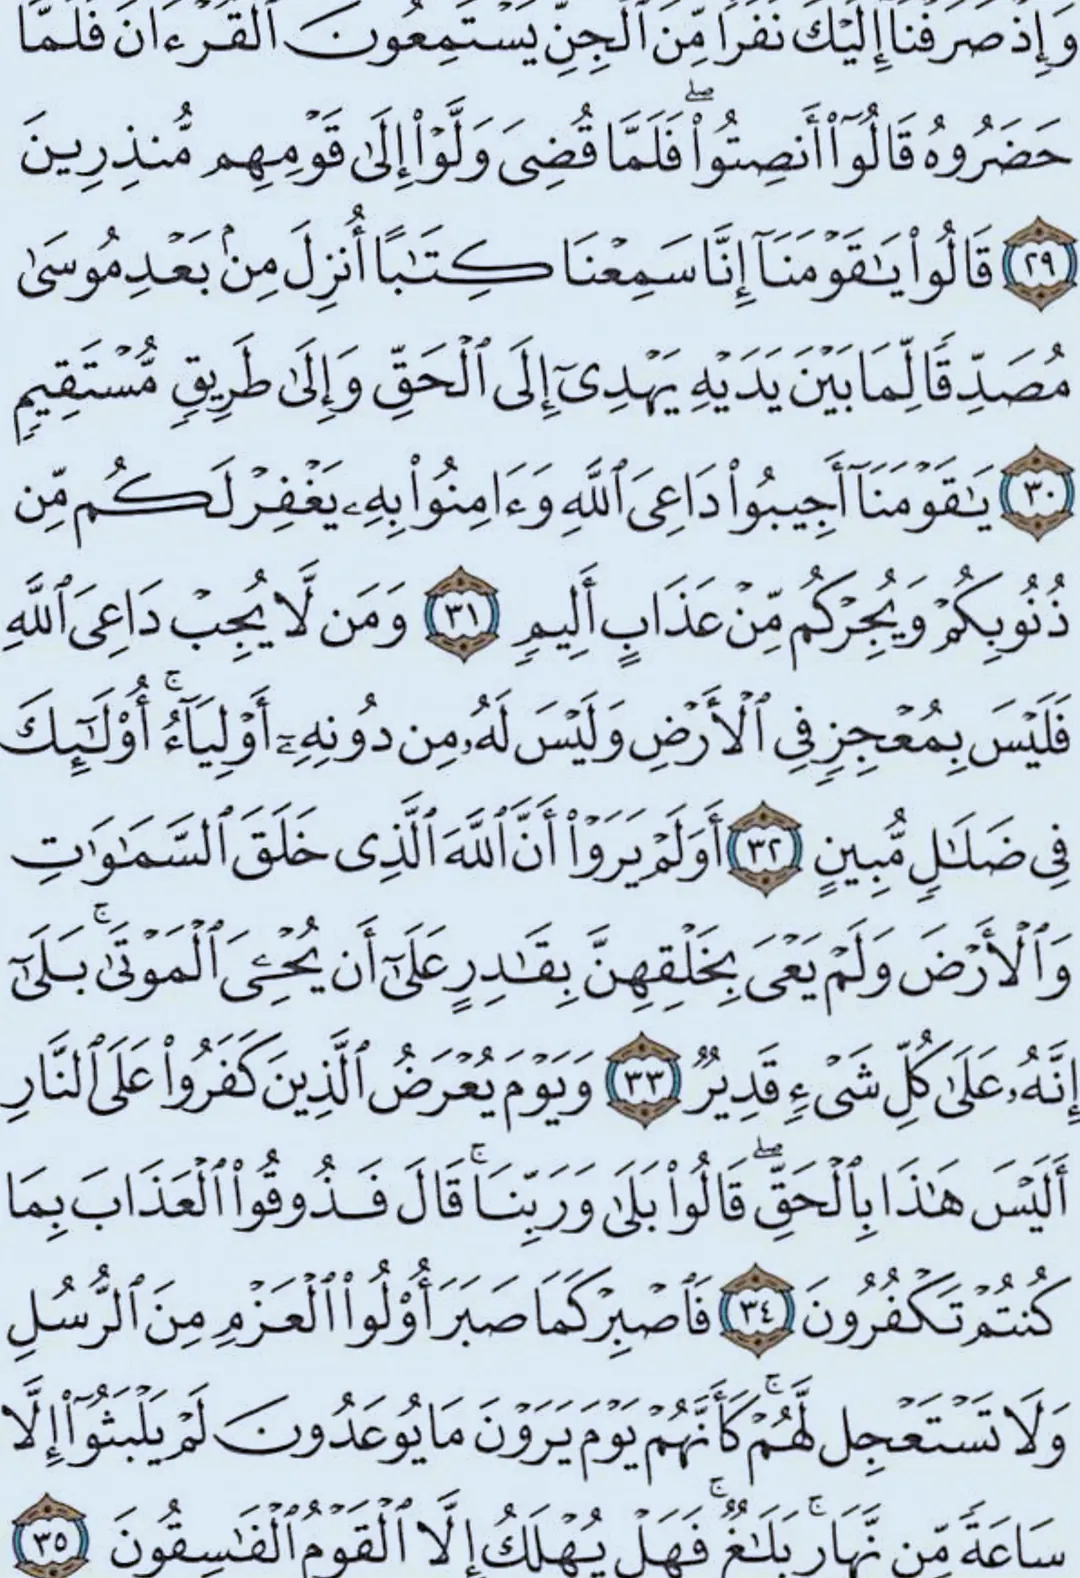 وَإِذْ صَرَفْنَآ إِلَيْكَ نَفَرًا مِّنَ ٱلْجِنِّ يَسْتَمِعُونَ ٱلْقُرْءَانَ فَلَمَّا
حَضَرُوهُ قَالُوٓا۟ أَنصِتُوا۟ ۖ فَلَمَّا قُضِىَ وَلَّوْا۟ إِلَىٰ قَوْمِهِم مُّنذِرِينَ
٢٩ قَالُوا۟ يَـٰقَوْمَنَآ إِنَّا سَمِعْنَا كِتَـٰبًا أُنزِلَ مِنۢ بَعْدِ مُوسَىٰ
مُصَدِّقًا لِّمَا بَيْنَ يَدَيْهِ يَهْدِىٓ إِلَى ٱلْحَقِّ وَإِلَىٰ طَرِيقٍ مُّسْتَقِيمٍ
٣٠ يَـٰقَوْمَنَآ أَجِيبُوا۟ دَاعِىَ ٱللَّهِ وَءَامِنُوا۟ بِهِۦ يَغْفِرْ لَكُم مِّن
ذُنُوبِكُمْ وَيُجِرْكُم مِّنْ عَذَابٍ أَلِيمٍ ٣١ وَمَن لَّا يُجِبْ دَاعِىَ ٱللَّهِ
فَلَيْسَ بِمُعْجِزٍ فِى ٱلْأَرْضِ وَلَيْسَ لَهُۥ مِن دُونِهِۦٓ أَوْلِيَآءُ ۚ أُو۟لَـٰٓئِكَ
فِى ضَلَـٰلٍ مُّبِينٍ ٣٢ أَوَلَمْ يَرَوْا۟ أَنَّ ٱللَّهَ ٱلَّذِى خَلَقَ ٱلسَّمَـٰوَٰتِ
وَٱلْأَرْضَ وَلَمْ يَعْىَ بِخَلْقِهِنَّ بِقَـٰدِرٍ عَلَىٰٓ أَن يُحْـِۧىَ ٱلْمَوْتَىٰ ۚ بَلَىٰٓ
إِنَّهُۥ عَلَىٰ كُلِّ شَىْءٍ قَدِيرٌ ٣٣ وَيَوْمَ يُعْرَضُ ٱلَّذِينَ كَفَرُوا۟ عَلَى ٱلنَّارِ
أَلَيْسَ هَـٰذَا بِٱلْحَقِّ ۖ قَالُوا۟ بَلَىٰ وَرَبِّنَا ۚ قَالَ فَذُوقُوا۟ ٱلْعَذَابَ بِمَا
كُنتُمْ تَكْفُرُونَ ٣٤ فَٱصْبِرْ كَمَا صَبَرَ أُو۟لُوا۟ ٱلْعَزْمِ مِنَ ٱلرُّسُلِ
وَلَا تَسْتَعْجِل لَّهُمْ ۚ كَأَنَّهُمْ يَوْمَ يَرَوْنَ مَا يُوعَدُونَ لَمْ يَلْبَثُوٓا۟ إِلَّا
سَاعَةً مِّن نَّهَارٍۭ ۚ بَلَـٰغٌ ۚ فَهَلْ يُهْلَكُ إِلَّا ٱلْقَوْمُ ٱلْفَـٰسِقُونَ ٣٥